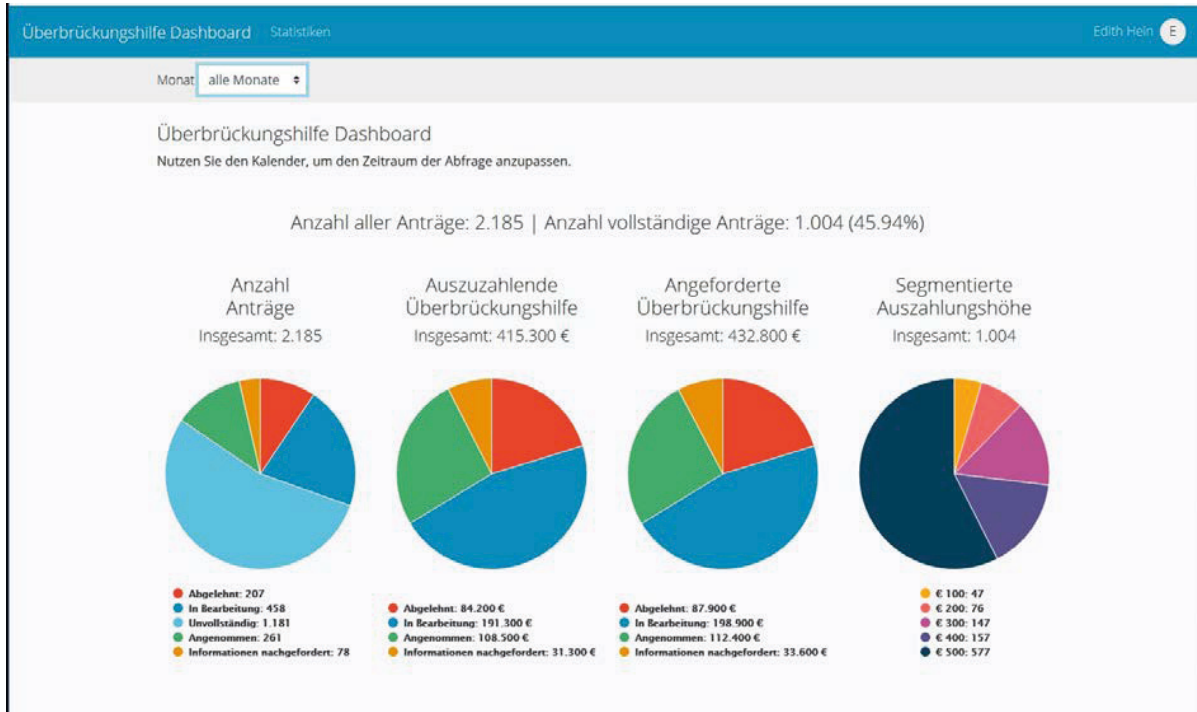 Überbrückungshilfe Dashboard Statistiken Edith Hein E
Monat alle Monate
Überbrückungshilfe Dashboard
Nutzen Sie den Kalender, um den Zeitraum der Abfrage anzupassen.
Anzahl aller Anträge: 2.185 | Anzahl vollständige Anträge: 1.004 (45.94%)
Anzahl
Anträge
Insgesamt: 2.185
Abgelehnt: 207
In Bearbeitung: 458
Unvollständig: 1.181
Angenommen: 261
Informationen nachgefordert: 78
Auszuzahlende
Überbrückungshilfe
Insgesamt: 415.300 €
Abgelehnt: 84.200 €
In Bearbeitung: 191.300 €
Angenommen: 108.500 €
Informationen nachgefordert: 31.300 €
Angeforderte
Überbrückungshilfe
Insgesamt: 432.800 €
Abgelehnt: 87.900 €
In Bearbeitung: 198.900 €
Angenommen: 112.400 €
Informationen nachgefordert: 33.600 €
Segmentierte
Auszahlungshöhe
Insgesamt: 1.004
€ 100: 47
€ 200: 76
€ 300: 147
€ 400: 157
€ 500: 577